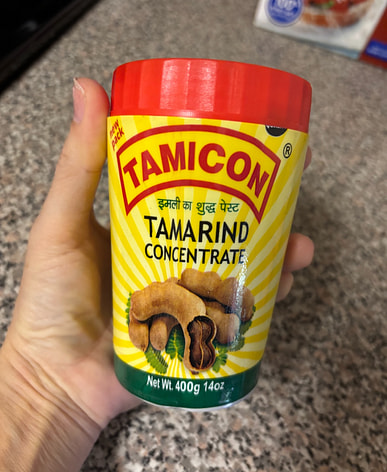 new
pack
TAMICON®
इमली का शुद्ध पेस्ट
TAMARIND
CONCENTRATE
Net Wt. 400g 14oz